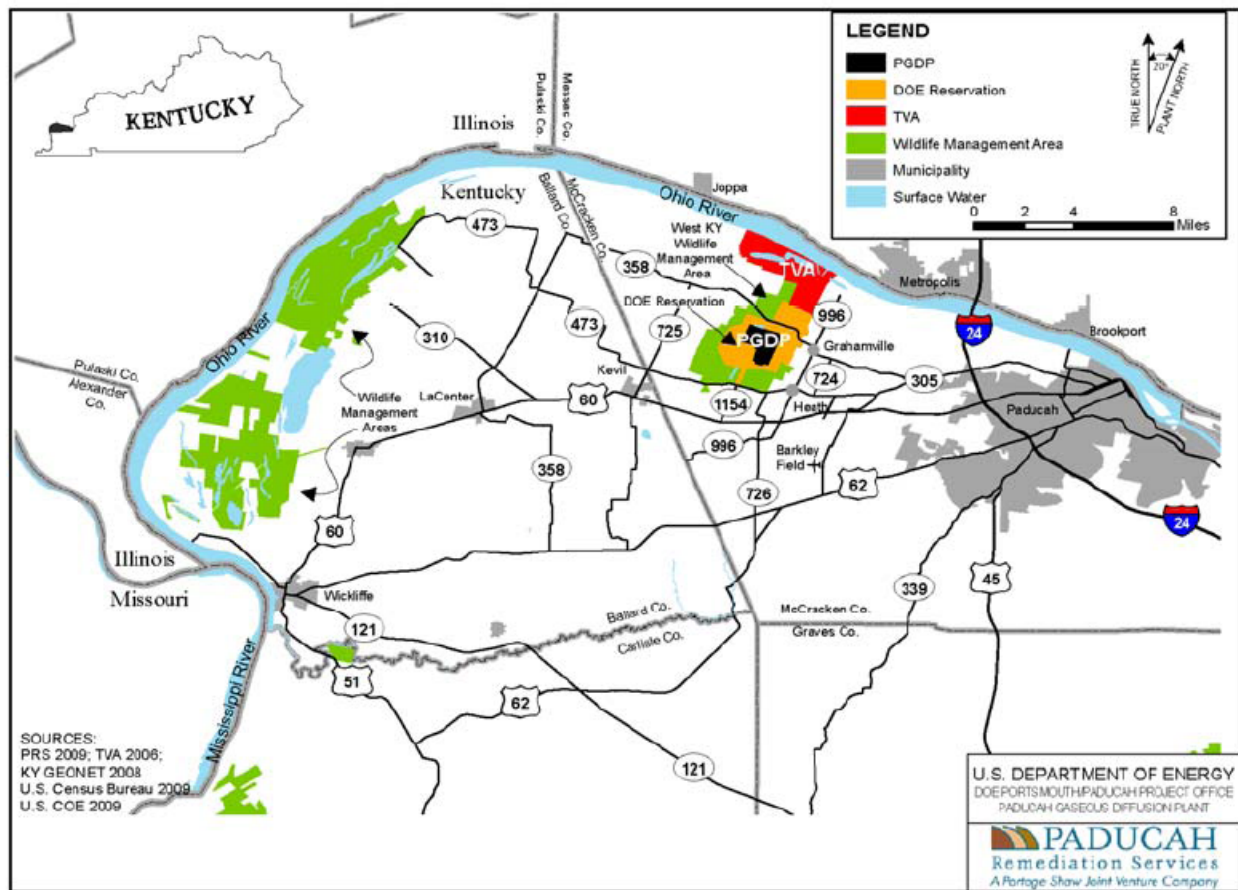 KENTUCKY
LEGEND
PGDP
DOE Reservation
TVA
Wildlife Management Area
Municipality
Surface Water
TRUE NORTH
20°
PLANT NORTH
0 2 4 8
Miles
Illinois
Pulaski Co.
Massac Co.
Kentucky
Ballard Co.
McCracken Co.
Ohio River
Joppa
473
West KY
Wildlife
Management
Area
358
TVA
Metropolis
DOE Reservation
996
24
Brookport
310
473
725
PGDP
Grahamville
Ohio River
Pulaski Co.
Alexander
Co.
Kevil
724
305
Wildlife
Management
Areas
LaCenter
60
1154
Heath
Paducah
996
Barkley
Field
358
62
726
60
24
Illinois
Missouri
Wickliffe
339
45
121
Ballard Co.
Carlisle Co.
McCracken Co.
Graves Co.
51
62
Mississippi River
121
SOURCES:
PRS 2009; TVA 2006;
KY GEONET 2008
U.S. Census Bureau 2009
U.S. COE 2009
U.S. DEPARTMENT OF ENERGY
DOE PORTSMOUTH/PADUCAH PROJECT OFFICE
PADUCAH GASEOUS DIFFUSION PLANT
PADUCAH
Remediation Services
A Portage Shaw Joint Venture Company